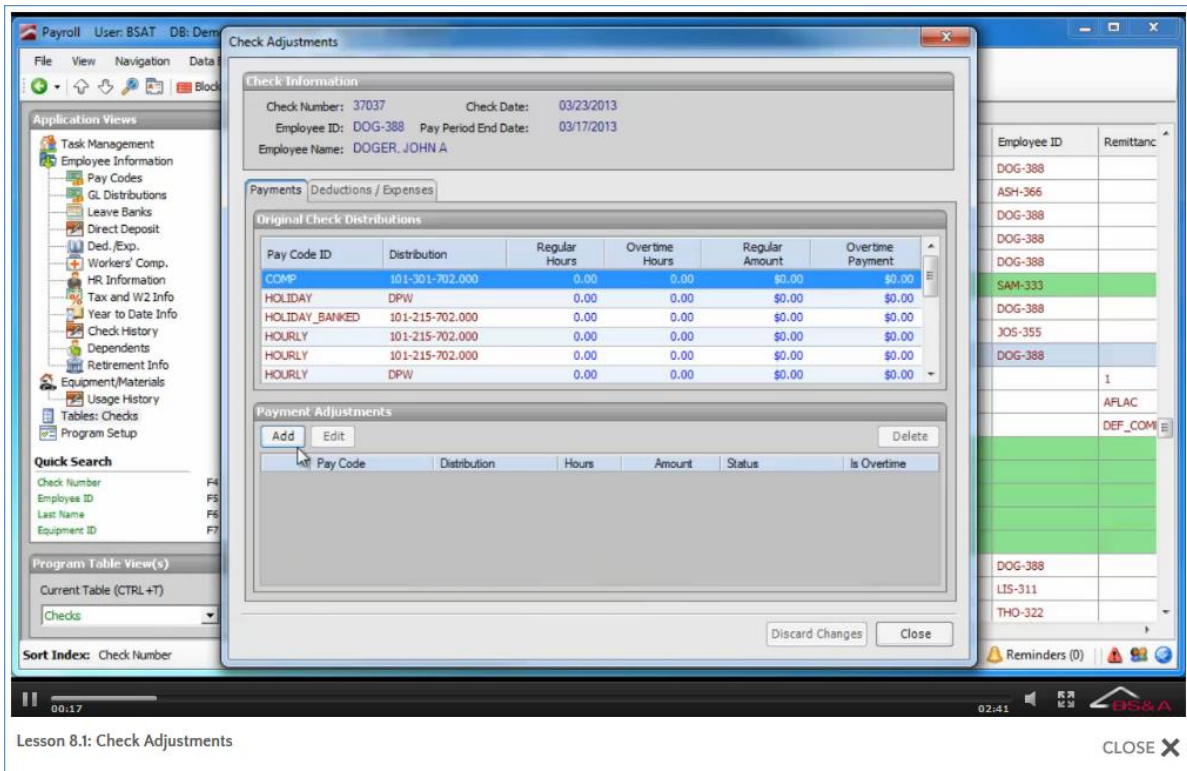 Payroll User: BSAT DB: Dem
File View Navigation Data
Block
Application Views
Task Management
Employee Information
Pay Codes
GL Distributions
Leave Banks
Direct Deposit
Ded./Exp.
Workers' Comp.
HR Information
Tax and W2 Info
Year to Date Info
Check History
Dependents
Retirement Info
Equipment/Materials
Usage History
Tables: Checks
Program Setup
Quick Search
Check Number F4
Employee ID F5
Last Name F6
Equipment ID F7
Program Table View(s)
Current Table (CTRL+T)
Checks
Sort Index: Check Number
Check Adjustments
Check Information
Check Number: 37037 Check Date: 03/23/2013
Employee ID: DOG-388 Pay Period End Date: 03/17/2013
Employee Name: DOGER, JOHN A
Payments Deductions / Expenses
Original Check Distributions
Pay Code ID Distribution Regular Hours Overtime Hours Regular Amount Overtime Payment
COMP 101-301-702.000 0.00 0.00 $0.00 $0.00
HOLIDAY DPW 0.00 0.00 $0.00 $0.00
HOLIDAY_BANKED 101-215-702.000 0.00 0.00 $0.00 $0.00
HOURLY 101-215-702.000 0.00 0.00 $0.00 $0.00
HOURLY 101-215-702.000 0.00 0.00 $0.00 $0.00
HOURLY DPW 0.00 0.00 $0.00 $0.00
Payment Adjustments
Add Edit Delete
Pay Code Distribution Hours Amount Status Is Overtime
Discard Changes Close
Employee ID Remittanc
DOG-388
ASH-366
DOG-388
DOG-388
DOG-388
SAM-333
DOG-388
JOS-355
DOG-388
1
AFLAC
DEF_COM
DOG-388
LIS-311
THO-322
Reminders (0)
00:17
02:41
BS&A
Lesson 8.1: Check Adjustments
CLOSE